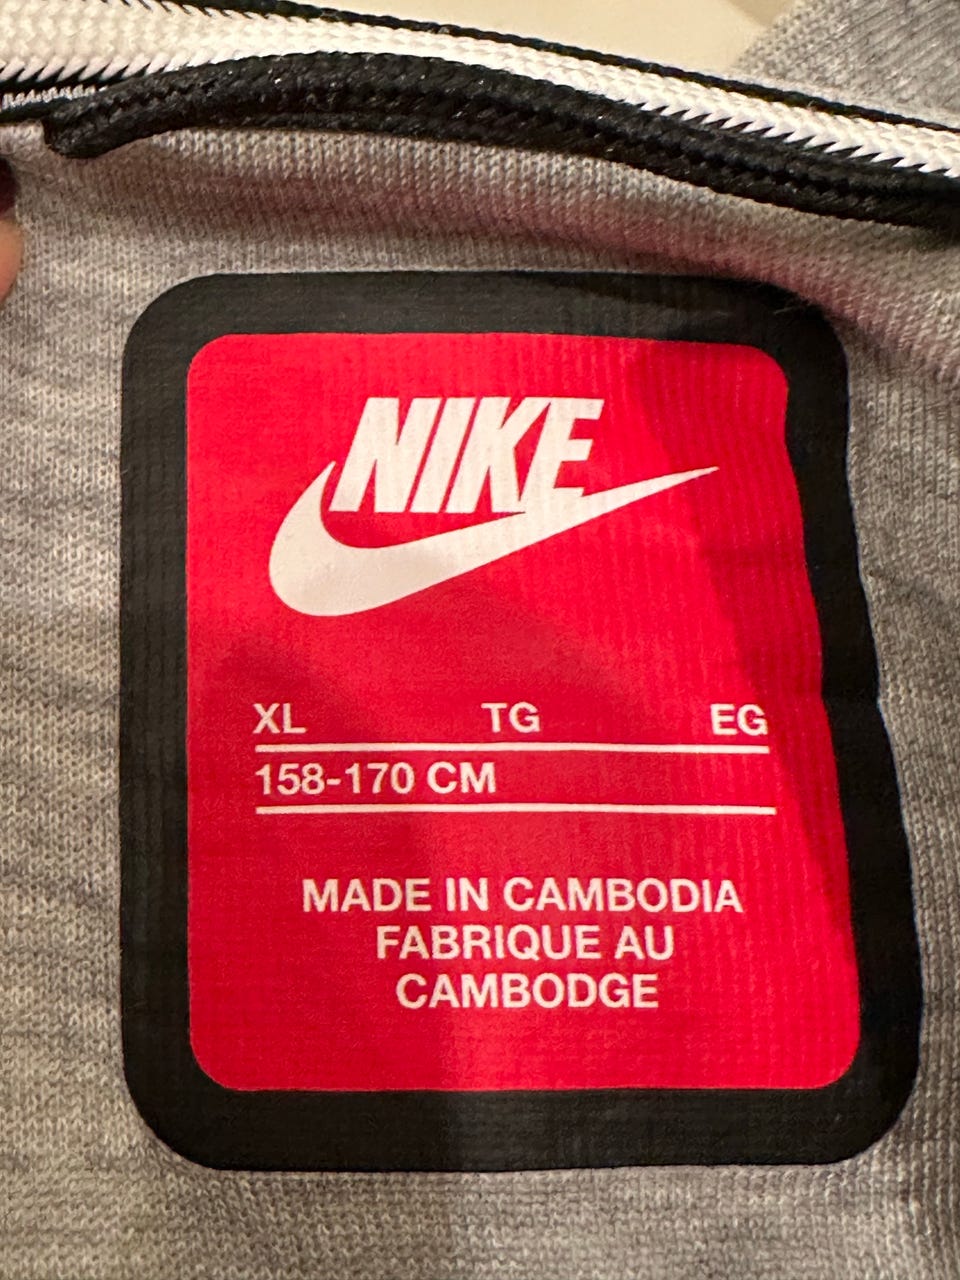 NIKE
XL TG EG
158-170 CM
MADE IN CAMBODIA
FABRIQUE AU
CAMBODGE